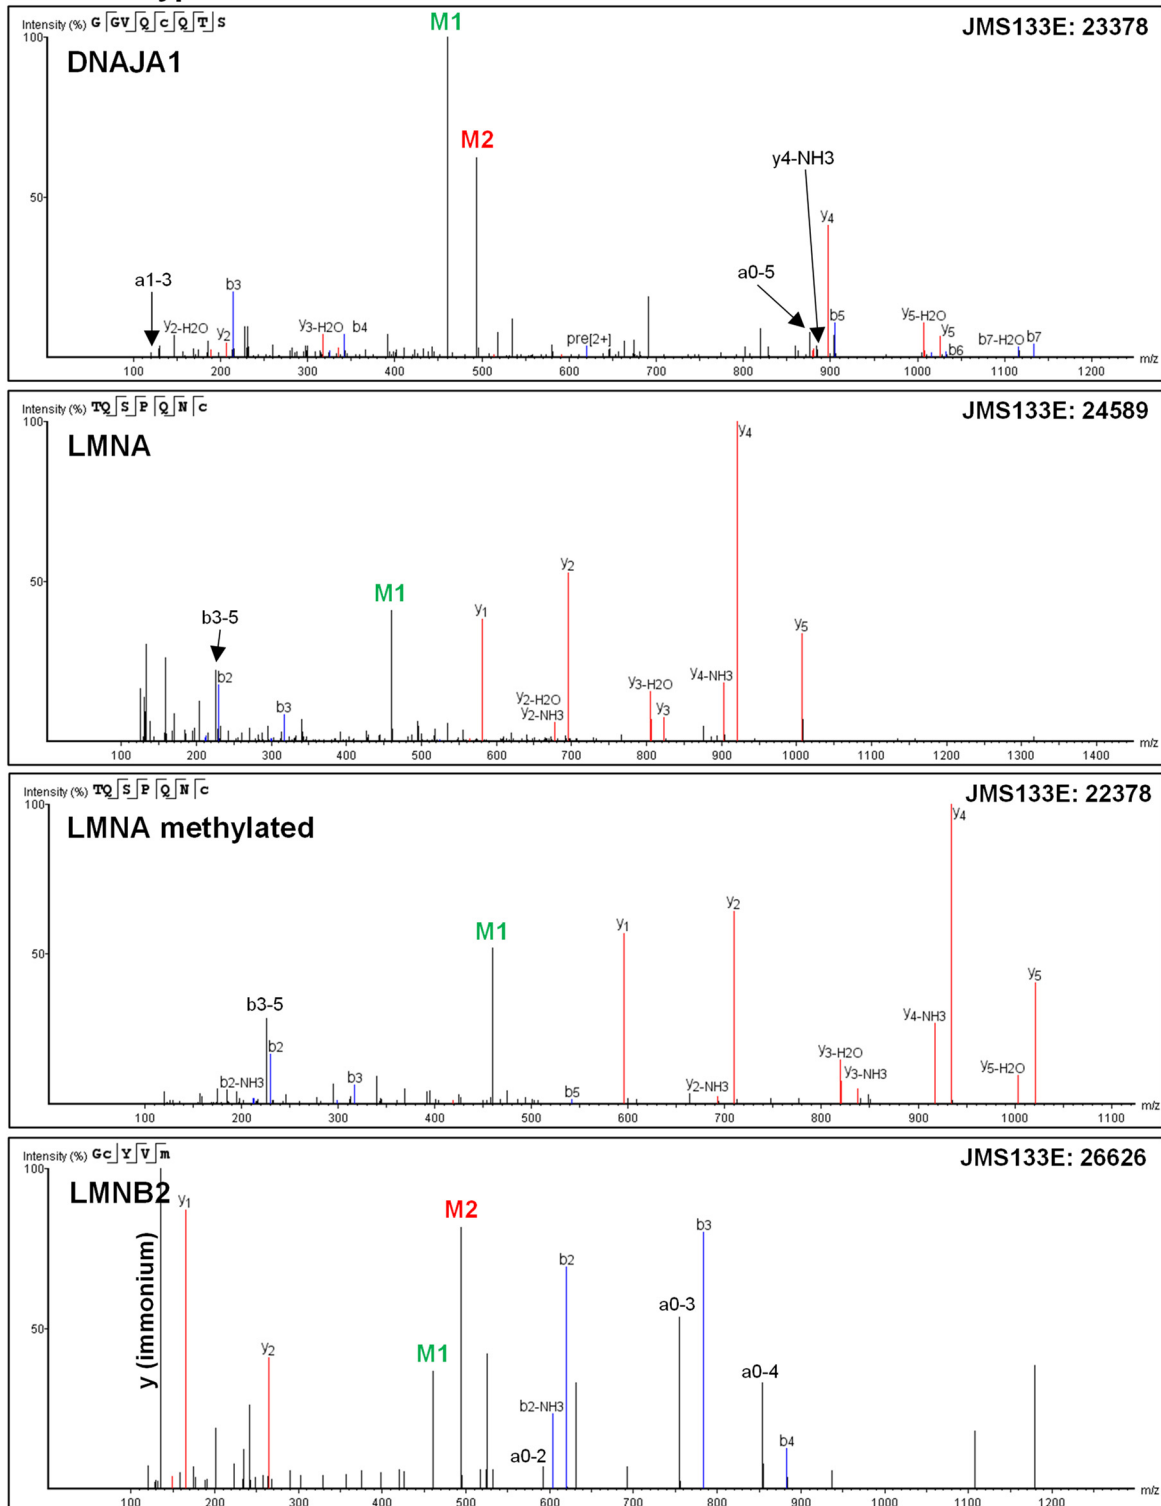 Intensity (%) G GV Q c Q T S
JMS133E: 23378
DNAJA1
100
50
M1
M2
y4-NH3
y4
a0-5
a1-3
y2-H2O
y2
b3
y3-H2O
b4
pre[2+]
b5
y5-H2O
y5
b6
b7-H2O
b7
100 200 300 400 500 600 700 800 900 1000 1100 1200 m/z
Intensity (%) TQ S P Q N c
JMS133E: 24589
LMNA
100
50
y4
y2
M1
y1
b3-5
b2
b3
y2-H2O
y2-NH3
y3-H2O
y3
y4-NH3
y5
100 200 300 400 500 600 700 800 900 1000 1100 1200 1300 1400 m/z
Intensity (%) TQ S P Q N c
JMS133E: 22378
LMNA methylated
100
50
y4
y2
M1
y1
b3-5
b2
b2-NH3
b3
b5
y2-NH3
y3-H2O
y3-NH3
y4-NH3
y5-H2O
y5
100 200 300 400 500 600 700 800 900 1000 1100 m/z
Intensity (%) Gc Y V m
JMS133E: 26626
LMNB2
100
50
y (immonium)
y1
y2
M1
M2
b2
b2-NH3
a0-2
a0-3
b3
a0-4
b4
100 200 300 400 500 600 700 800 900 1000 1100 1200 m/z